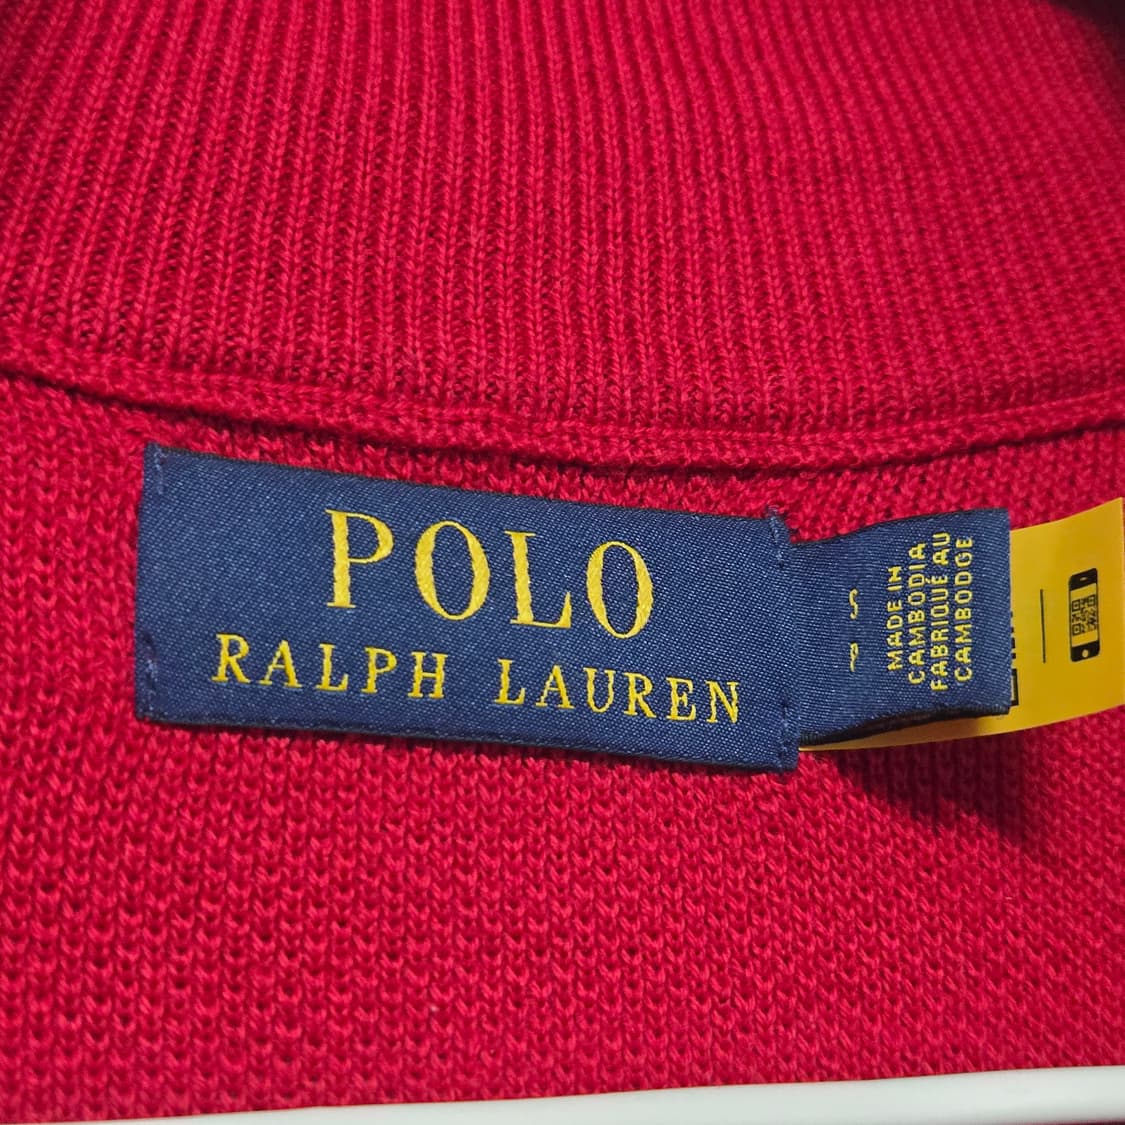 POLO
RALPH LAUREN
S
P
MADE IN
CAMBODIA
FABRIQUÉ AU
CAMBODGE